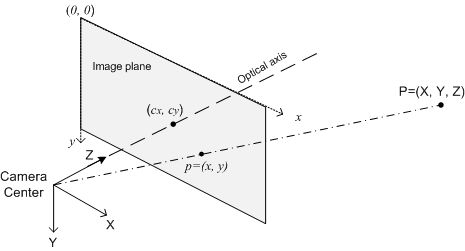 (0, 0)
Optical axis
Image plane
P=(X, Y, Z)
(cx, cy)
x
y
Z
p=(x, y)
Camera
Center
X
Y